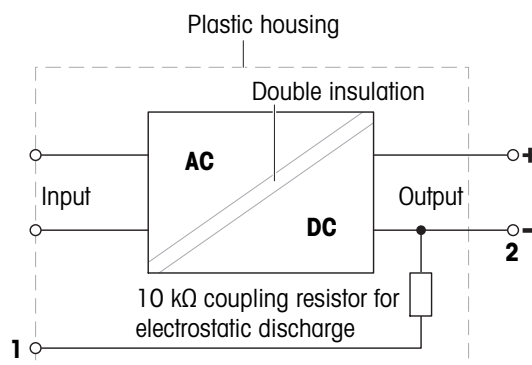 Plastic housing
Double insulation
AC
+
Input
Output
DC
–
2
10 kΩ coupling resistor for
electrostatic discharge
1